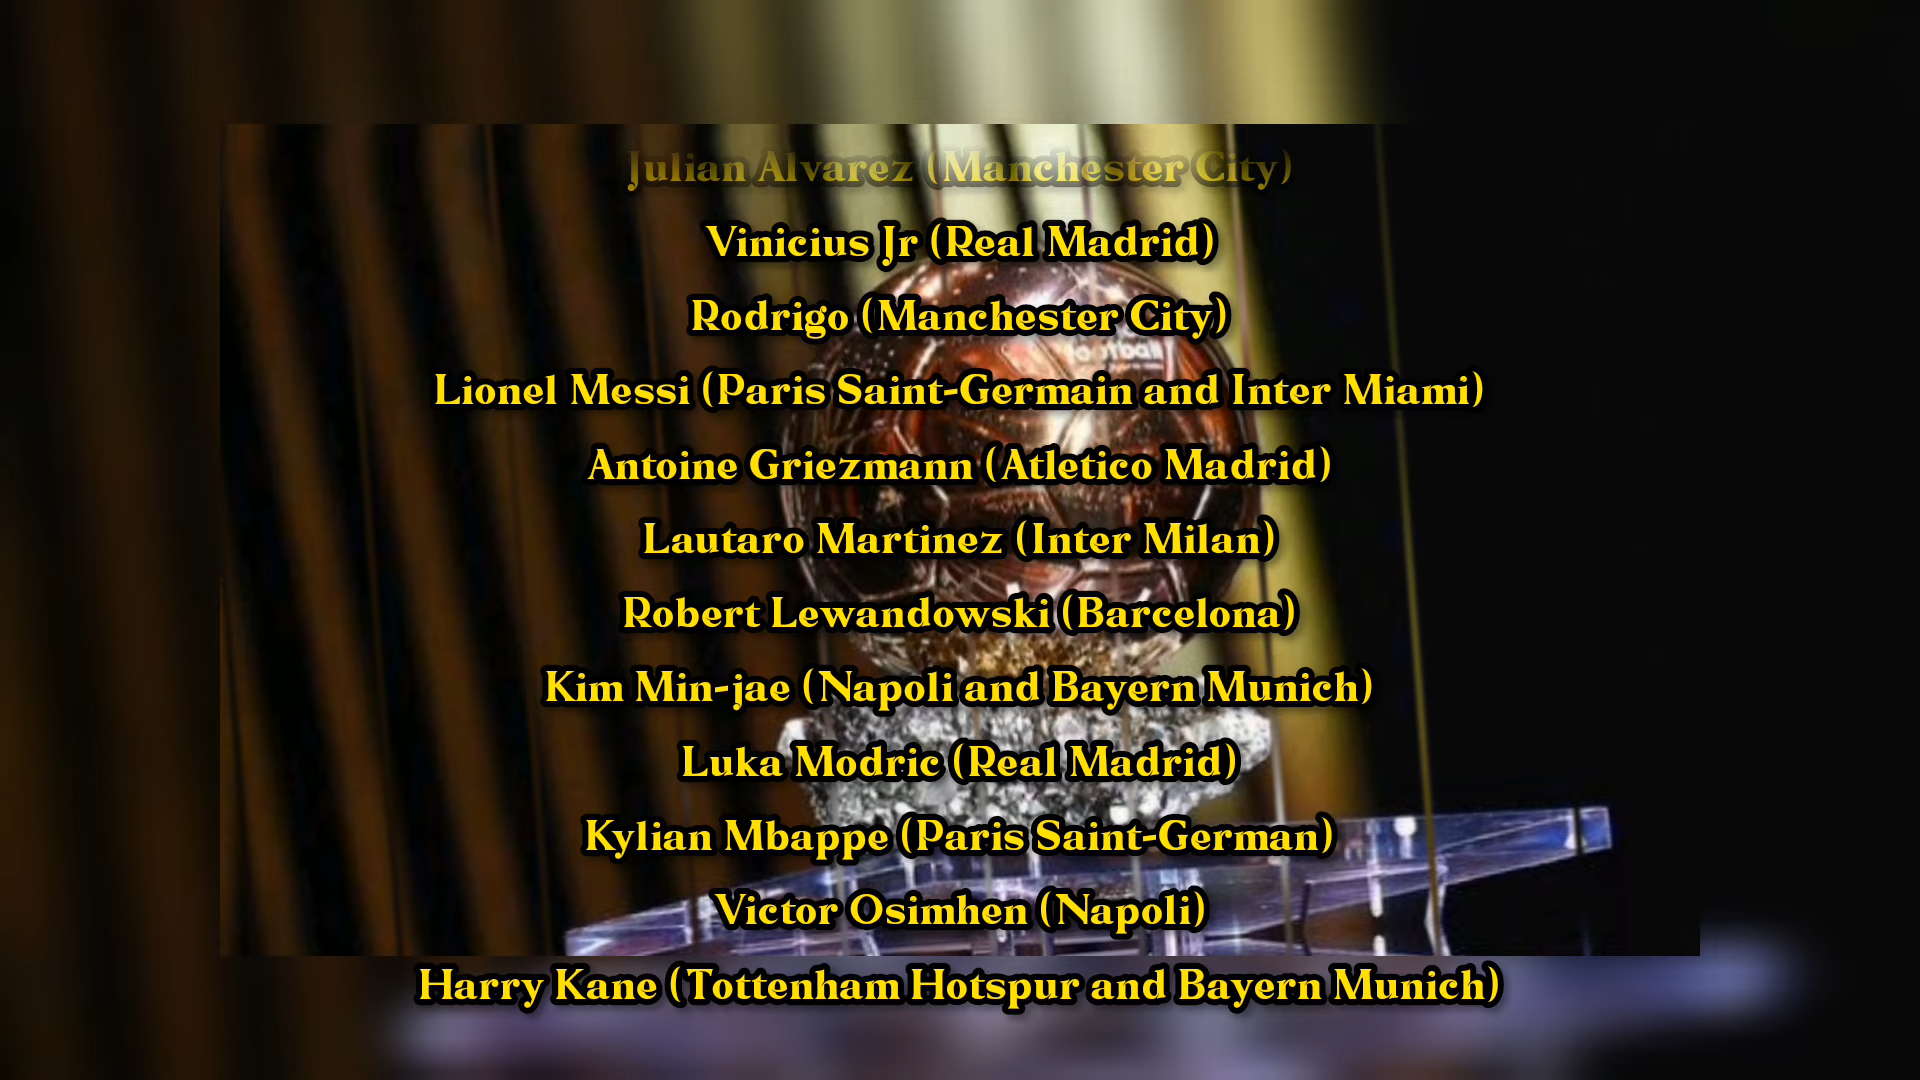 Julian Alvarez (Manchester City)
Vinicius Jr (Real Madrid)
Rodrigo (Manchester City)
football
Lionel Messi (Paris Saint-Germain and Inter Miami)
Antoine Griezmann (Atletico Madrid)
Lautaro Martinez (Inter Milan)
Robert Lewandowski (Barcelona)
Kim Min-jae (Napoli and Bayern Munich)
Luka Modric (Real Madrid)
Kylian Mbappe (Paris Saint-German)
Victor Osimhen (Napoli)
Harry Kane (Tottenham Hotspur and Bayern Munich)